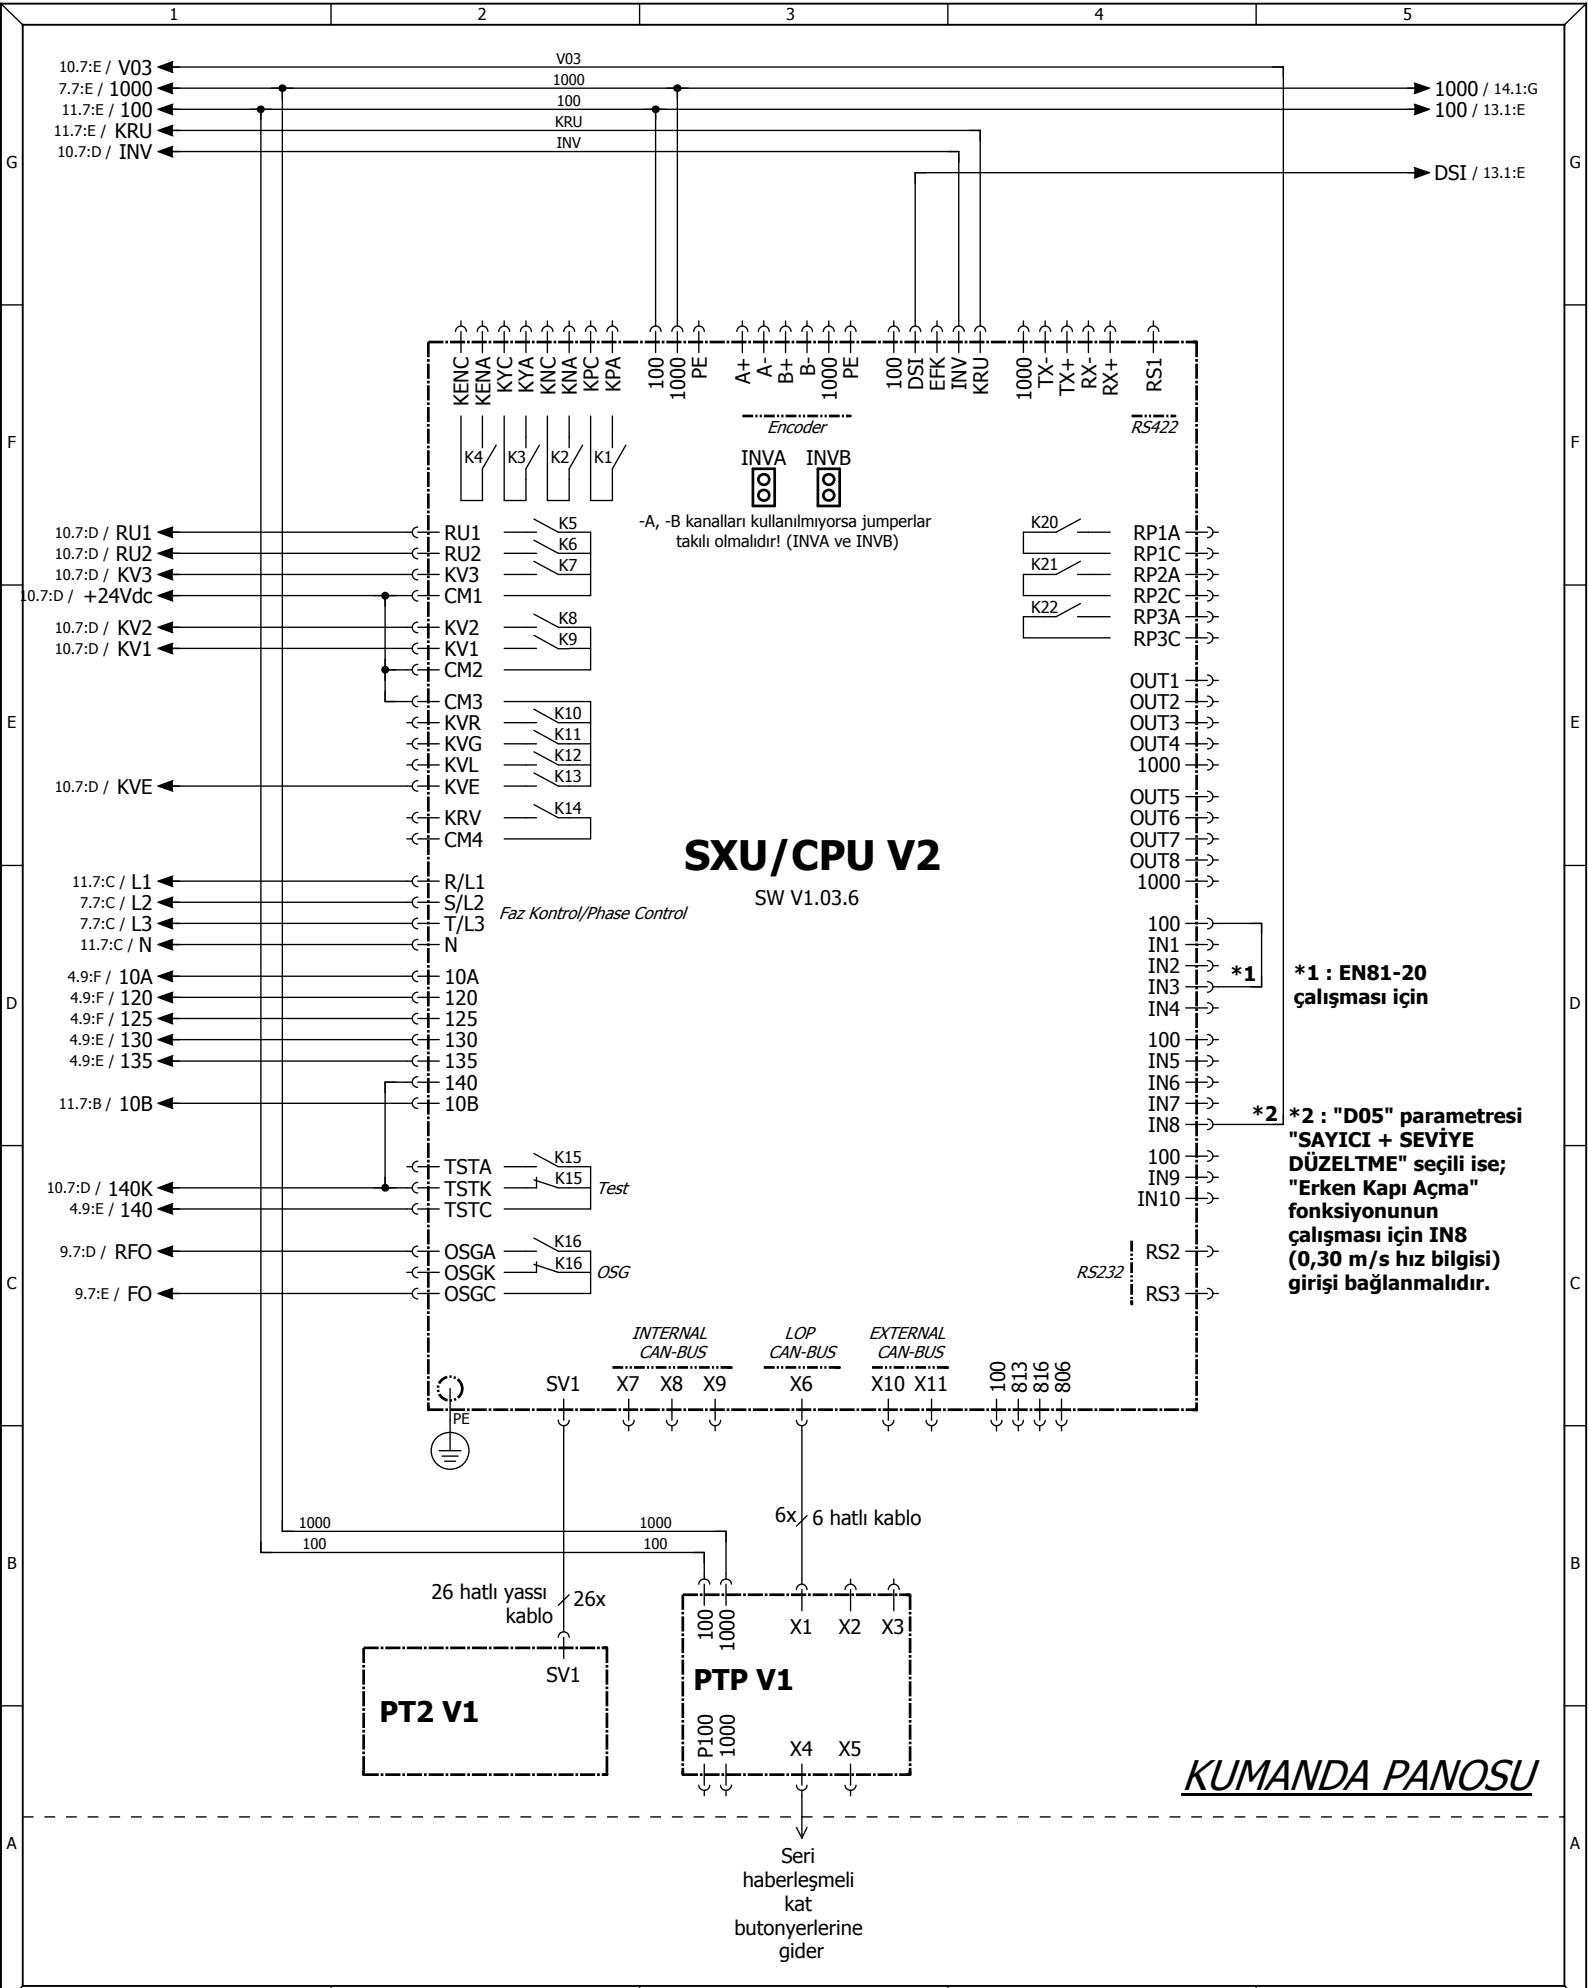 1 2 3 4 5
10.7:E / V03
V03
7.7:E / 1000
1000
1000 / 14.1:G
11.7:E / 100
100
100 / 13.1:E
11.7:E / KRU
KRU
10.7:D / INV
INV
G G
DSI / 13.1:E
KENC KENA KYC KYA KNC KNA KPC KPA 100 1000 PE A+ A- B+ B- 1000 PE 100 DSI EFK INV KRU 1000 TX- TX+ RX- RX+ RS1
Encoder
RS422
F F
K4 K3 K2 K1
INVA INVB
-A, -B kanalları kullanılmıyorsa jumperlar
takılı olmalıdır! (INVA ve INVB)
10.7:D / RU1
RU1 K5
10.7:D / RU2
RU2 K6
10.7:D / KV3
KV3 K7
10.7:D / +24Vdc
CM1
10.7:D / KV2
KV2 K8
10.7:D / KV1
KV1 K9
CM2
CM3
KVR K10
KVG K11
KVL K12
10.7:D / KVE
KVE K13
KRV K14
CM4
K20 RP1A
RP1C
K21 RP2A
RP2C
K22 RP3A
RP3C
OUT1
OUT2
OUT3
OUT4
1000
OUT5
OUT6
OUT7
OUT8
1000
E E
SXU/CPU V2
SW V1.03.6
11.7:C / L1
R/L1
7.7:C / L2
S/L2
7.7:C / L3
T/L3
11.7:C / N
N
Faz Kontrol/Phase Control
4.9:F / 10A
10A
4.9:F / 120
120
4.9:F / 125
125
4.9:E / 130
130
4.9:E / 135
135
140
11.7:B / 10B
10B
D D
100
IN1
IN2
IN3
IN4
*1
*1 : EN81-20
çalışması için
100
IN5
IN6
IN7
IN8
*2
*2 : "D05" parametresi
"SAYICI + SEVİYE
DÜZELTME" seçili ise;
"Erken Kapı Açma"
fonksiyonunun
çalışması için IN8
(0,30 m/s hız bilgisi)
girişi bağlanmalıdır.
100
IN9
IN10
TSTA K15
10.7:D / 140K
TSTK K15 Test
4.9:E / 140
TSTC
9.7:D / RFO
OSGA K16
OSGK K16 OSG
9.7:E / FO
OSGC
RS232
RS2
RS3
C C
INTERNAL
CAN-BUS
LOP
CAN-BUS
EXTERNAL
CAN-BUS
SV1 X7 X8 X9 X6 X10 X11 100 813 816 806
PE
6x 6 hatlı kablo
1000 1000
100 100
B B
26 hatlı yassı
kablo
26x
100 1000 X1 X2 X3
SV1
PT2 V1
PTP V1
P100 1000 X4 X5
KUMANDA PANOSU
A A
Seri
haberleşmeli
kat
butonyerlerine
gider